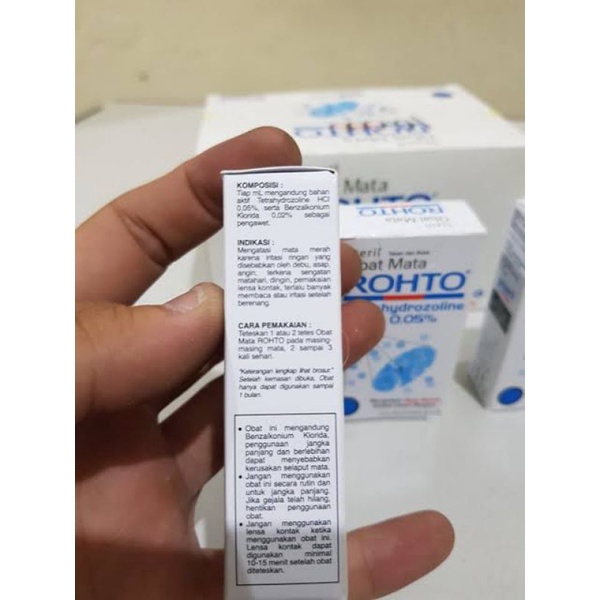 KOMPOSISI :
Tiap mL mengandung bahan
aktif Tetrahydrozoline HCl
0,05%, serta Benzalkonium
Klorida 0,02% sebagai
pengawet.
INDIKASI :
Mengatasi mata merah
karena iritasi ringan yang
disebabkan oleh debu, asap,
angin, terkena sengatan
matahari, dingin, pemakaian
lensa kontak, terlalu banyak
membaca atau iritasi setelah
berenang.
CARA PEMAKAIAN :
Teteskan 1 atau 2 tetes Obat
Mata ROHTO pada masing-
masing mata, 2 sampai 3
kali sehari.
"Keterangan lengkap lihat brosur."
Setelah kemasan dibuka, Obat
hanya dapat digunakan sampai
1 bulan.
• Obat ini mengandung
Benzalkonium Klorida,
penggunaan jangka
panjang dan berlebihan
dapat menyebabkan
kerusakan selaput mata.
• Jangan menggunakan
obat ini secara rutin dan
untuk jangka panjang.
Jika gejala telah hilang,
hentikan penggunaan
obat.
• Jangan menggunakan
lensa kontak ketika
menggunakan obat ini.
Lensa kontak dapat
digunakan minimal
10-15 menit setelah obat
diteteskan.
ROHTO
Mata
OHTO
ROHTO
Obat Mata
eril
bat Mata
ROHTO
ahydrozoline
0.05%